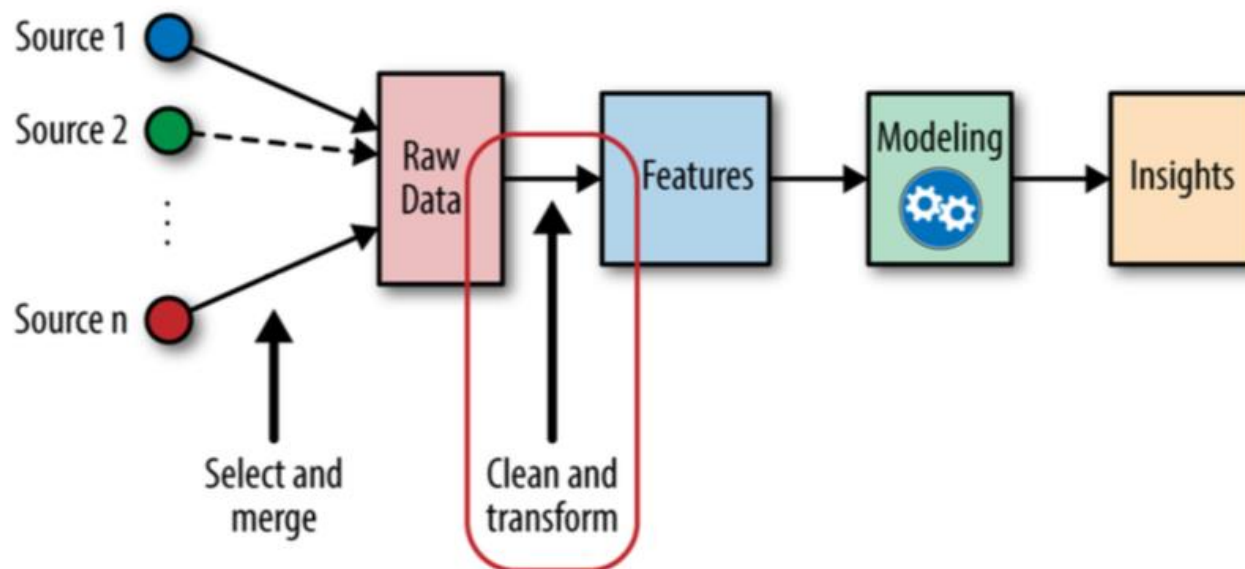 Source 1
Source 2
Source n
Select and
merge
Raw
Data
Clean and
transform
Features
Modeling
Insights